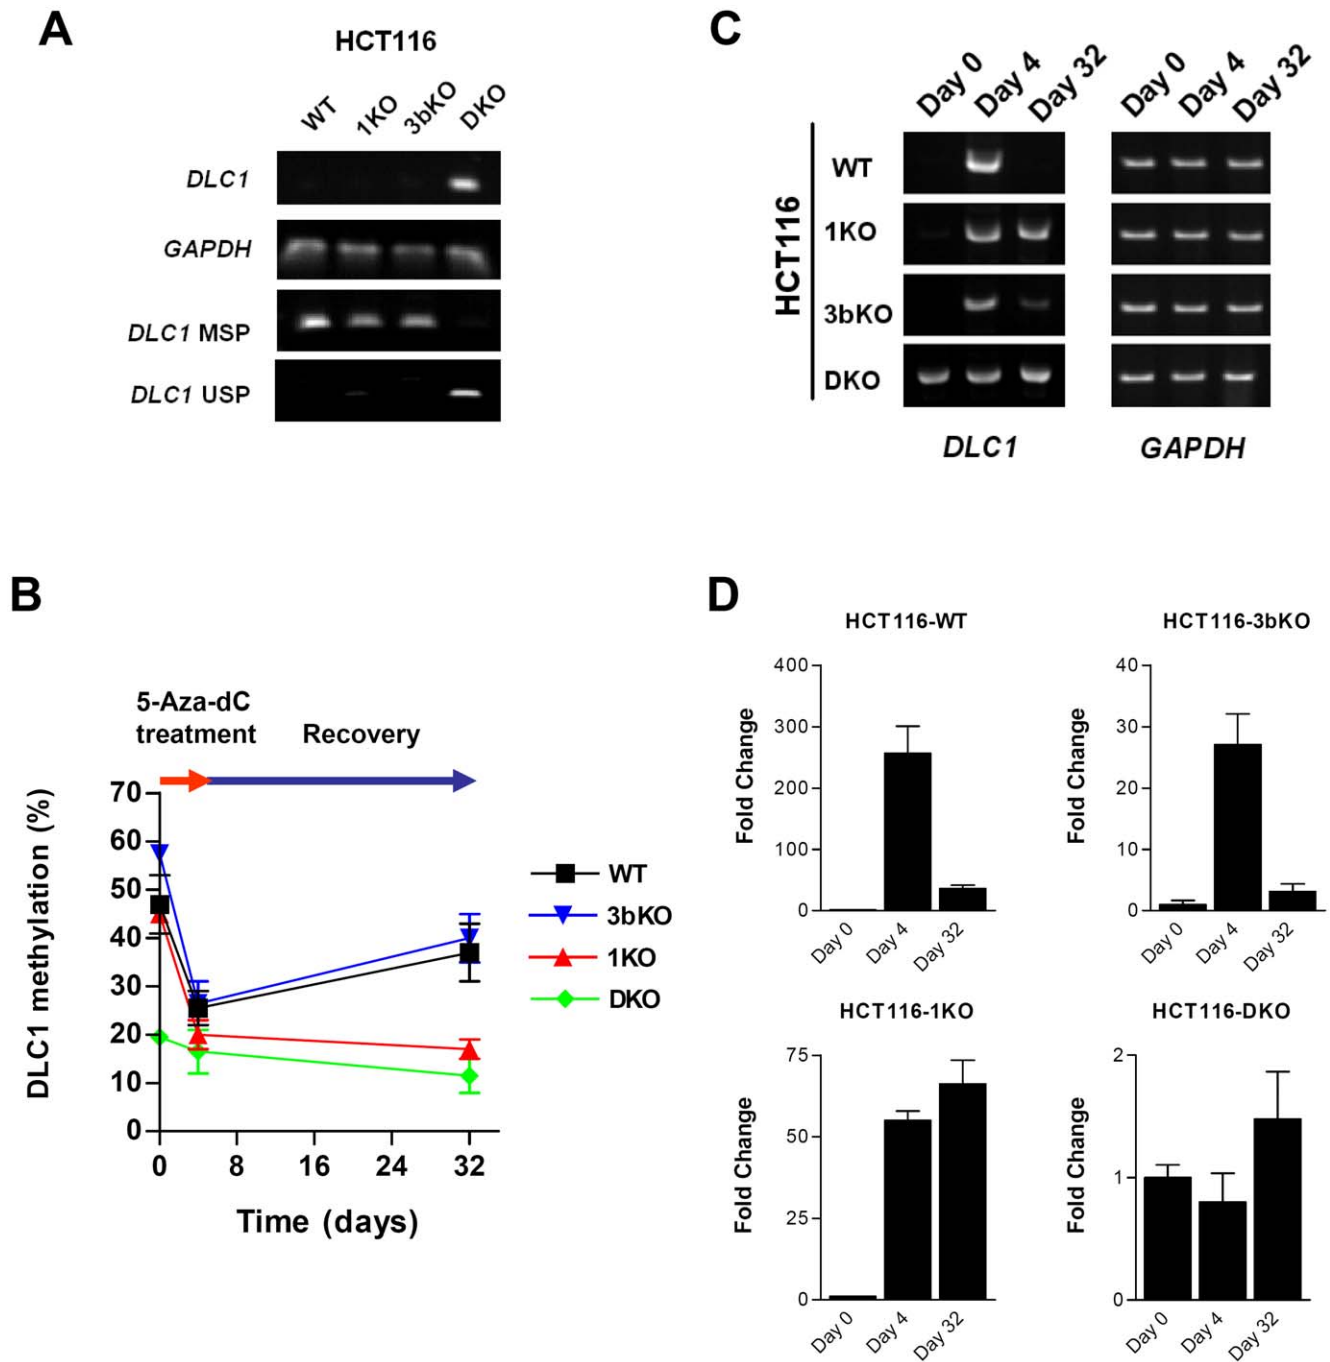 A
HCT116
WT 1KO 3bKO DKO
DLC1
GAPDH
DLC1 MSP
DLC1 USP
C
Day 0 Day 4 Day 32 Day 0 Day 4 Day 32
HCT116
WT
1KO
3bKO
DKO
DLC1 GAPDH
B
5-Aza-dC
treatment
Recovery
DLC1 methylation (%)
70
60
50
40
30
20
10
0
0 8 16 24 32
Time (days)
WT
3bKO
1KO
DKO
D
HCT116-WT
Fold Change
400
300
200
100
0
Day 0 Day 4 Day 32
HCT116-3bKO
Fold Change
40
30
20
10
0
Day 0 Day 4 Day 32
HCT116-1KO
Fold Change
75
50
25
0
Day 0 Day 4 Day 32
HCT116-DKO
Fold Change
2
1
0
Day 0 Day 4 Day 32